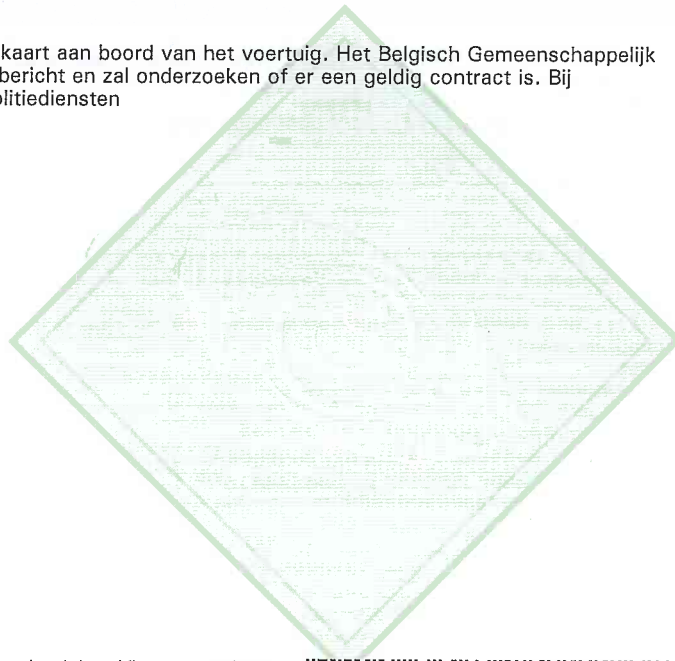 kaart aan boord van het voertuig. Het Belgisch Gemeenschappelijk
bericht en zal onderzoeken of er een geldig contract is. Bij
litiediensten